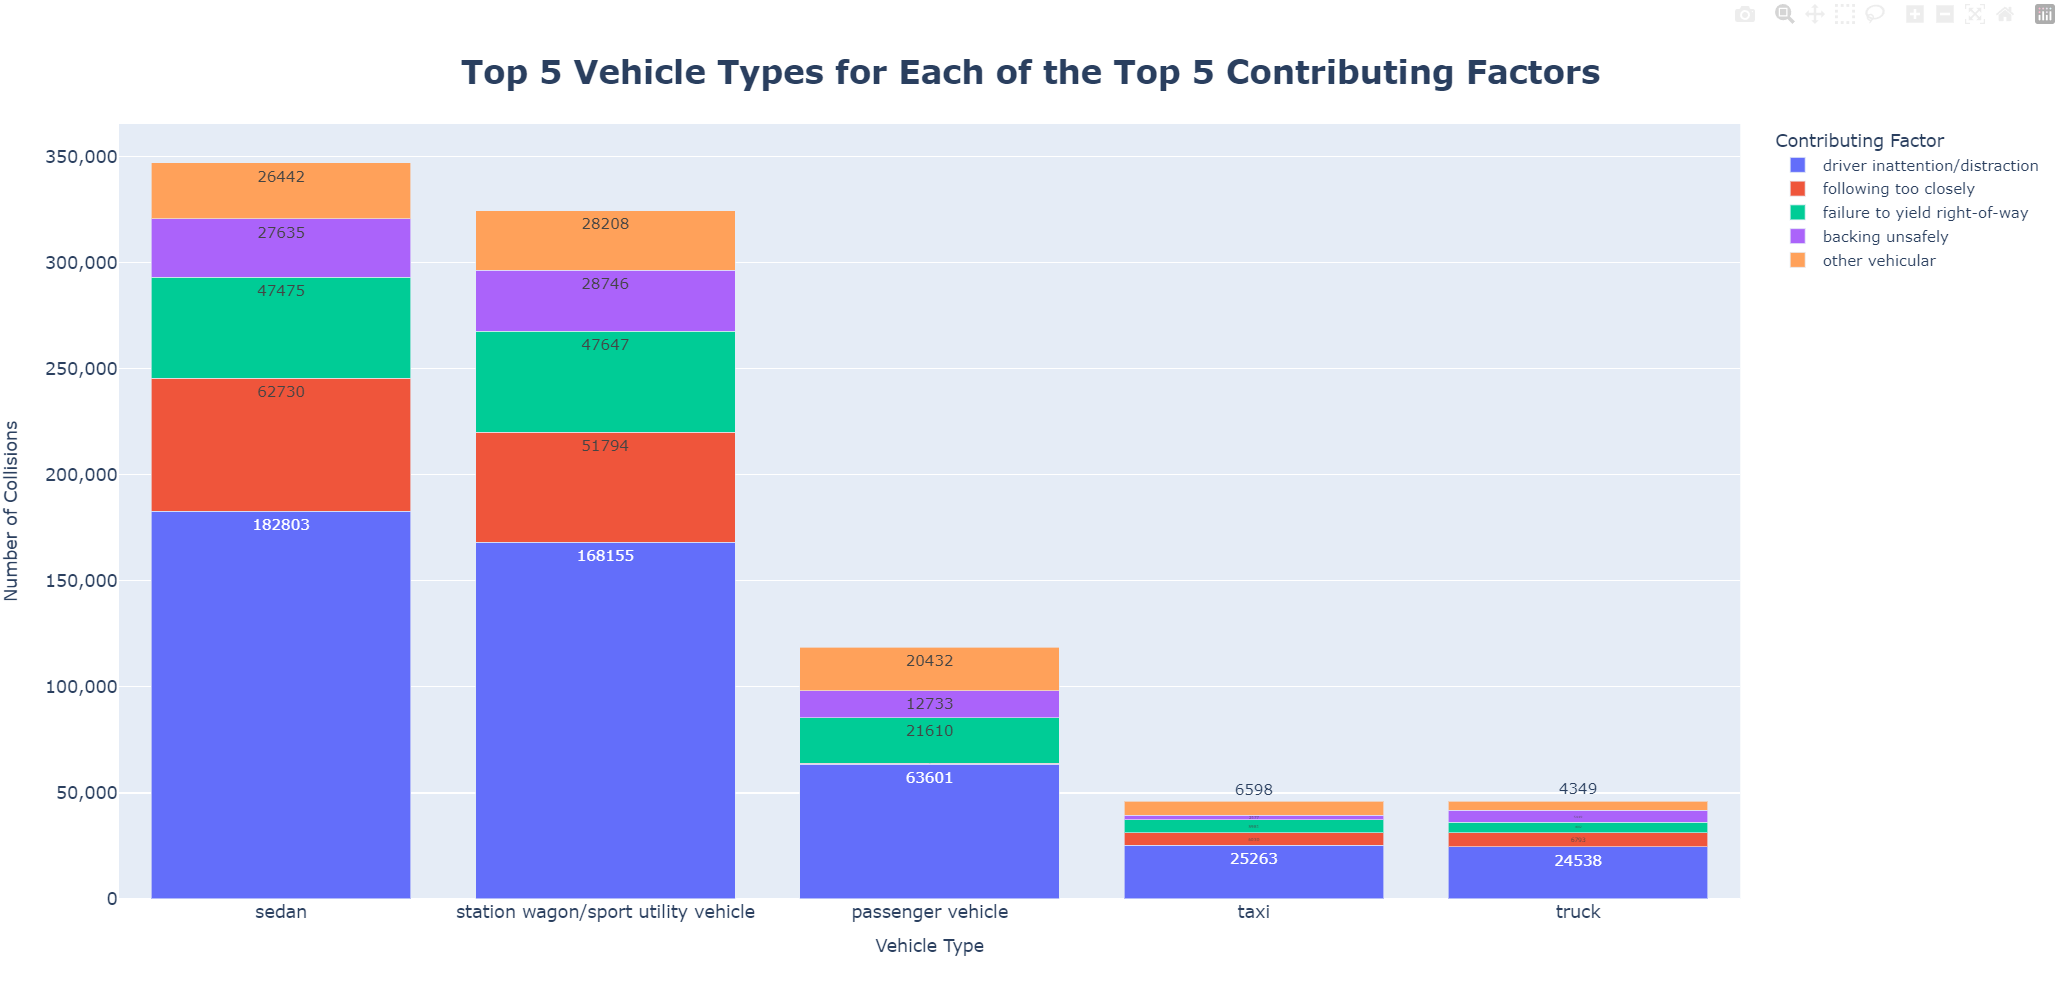 Top 5 Vehicle Types for Each of the Top 5 Contributing Factors
Contributing Factor
driver inattention/distraction
following too closely
failure to yield right-of-way
backing unsafely
other vehicular
Number of Collisions
350,000
300,000
250,000
200,000
150,000
100,000
50,000
0
26442
27635
47475
62730
182803
28208
28746
47647
51794
168155
20432
12733
21610
63601
6598
25263
4349
24538
sedan
station wagon/sport utility vehicle
passenger vehicle
taxi
truck
Vehicle Type